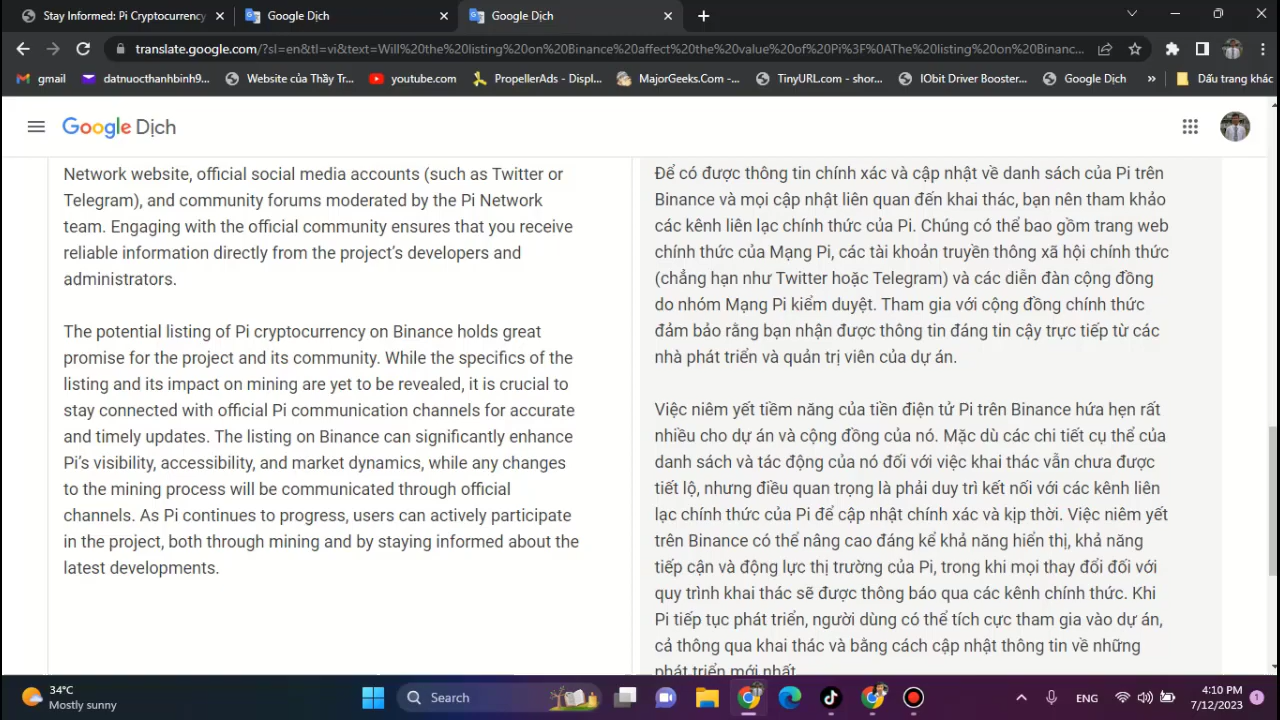 Stay Informed: Pi Cryptocurrency
Google Dịch
Google Dịch
translate.google.com/?sl=en&tl=vi&text=Will%20the%20listing%20on%20Binance%20affect%20the%20value%20of%20Pi%3F%0AThe%20listing%20on%20Binanc...
gmail
datnuocthanhbinh9...
Website của Thầy Tr...
youtube.com
PropellerAds - Displ...
MajorGeeks.Com -...
TinyURL.com - shor...
IObit Driver Booster...
Google Dịch
»
Dấu trang khác
Google Dịch
Network website, official social media accounts (such as Twitter or
Telegram), and community forums moderated by the Pi Network
team. Engaging with the official community ensures that you receive
reliable information directly from the project's developers and
administrators.
The potential listing of Pi cryptocurrency on Binance holds great
promise for the project and its community. While the specifics of the
listing and its impact on mining are yet to be revealed, it is crucial to
stay connected with official Pi communication channels for accurate
and timely updates. The listing on Binance can significantly enhance
Pi's visibility, accessibility, and market dynamics, while any changes
to the mining process will be communicated through official
channels. As Pi continues to progress, users can actively participate
in the project, both through mining and by staying informed about the
latest developments.
Để có được thông tin chính xác và cập nhật về danh sách của Pi trên
Binance và mọi cập nhật liên quan đến khai thác, bạn nên tham khảo
các kênh liên lạc chính thức của Pi. Chúng có thể bao gồm trang web
chính thức của Mạng Pi, các tài khoản truyền thông xã hội chính thức
(chẳng hạn như Twitter hoặc Telegram) và các diễn đàn cộng đồng
do nhóm Mạng Pi kiểm duyệt. Tham gia với cộng đồng chính thức
đảm bảo rằng bạn nhận được thông tin đáng tin cậy trực tiếp từ các
nhà phát triển và quản trị viên của dự án.
Việc niêm yết tiềm năng của tiền điện tử Pi trên Binance hứa hẹn rất
nhiều cho dự án và cộng đồng của nó. Mặc dù các chi tiết cụ thể của
danh sách và tác động của nó đối với việc khai thác vẫn chưa được
tiết lộ, nhưng điều quan trọng là phải duy trì kết nối với các kênh liên
lạc chính thức của Pi để cập nhật chính xác và kịp thời. Việc niêm yết
trên Binance có thể nâng cao đáng kể khả năng hiển thị, khả năng
tiếp cận và động lực thị trường của Pi, trong khi mọi thay đổi đối với
quy trình khai thác sẽ được thông báo qua các kênh chính thức. Khi
Pi tiếp tục phát triển, người dùng có thể tích cực tham gia vào dự án,
cả thông qua khai thác và bằng cách cập nhật thông tin về những
phát triển mới nhất.
34°C
Mostly sunny
Search
ENG
4:10 PM
7/12/2023
1